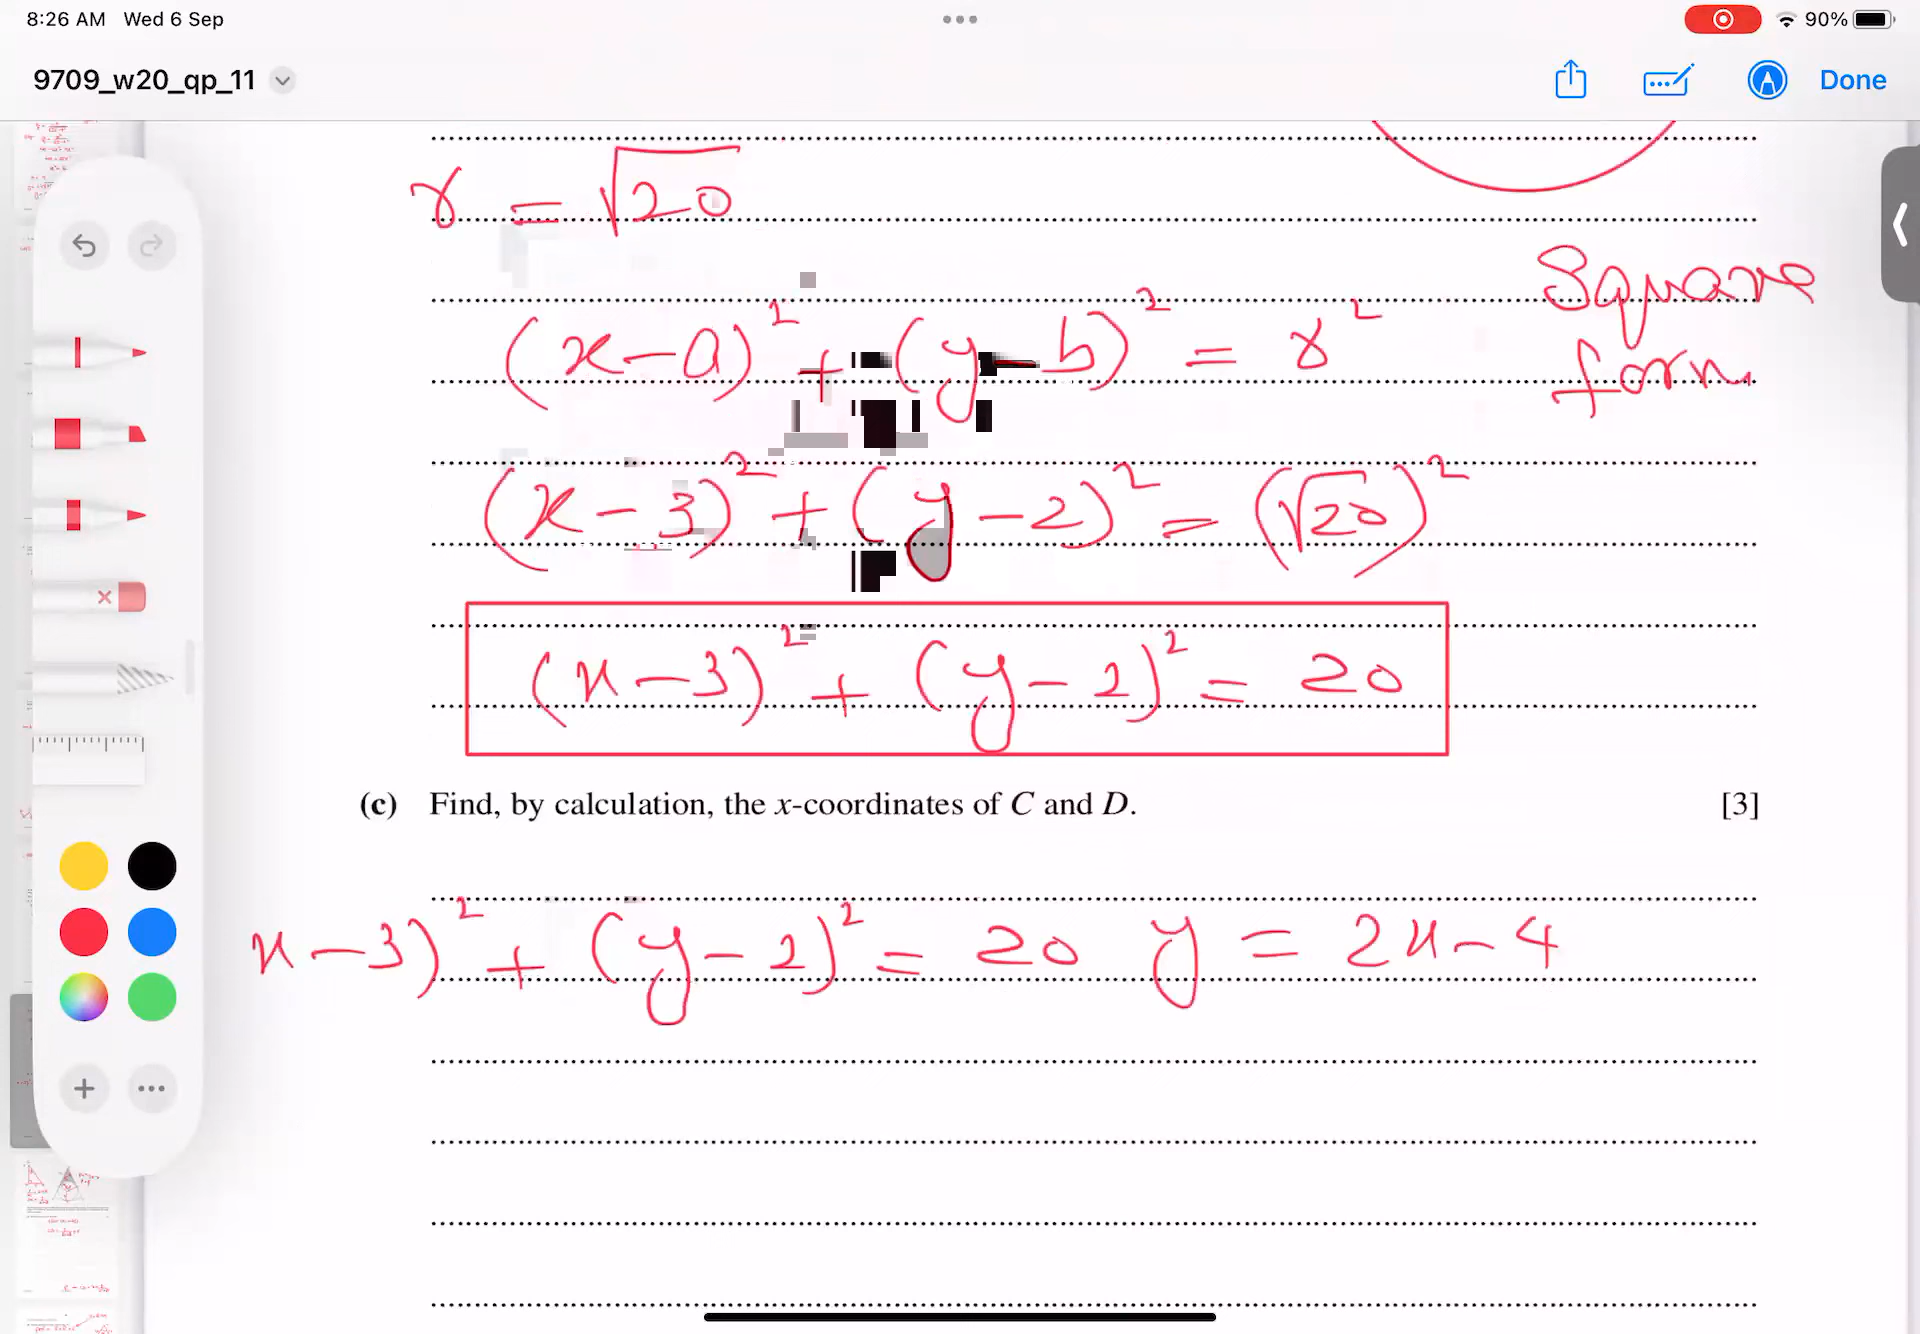 8:26 AM Wed 6 Sep 90%
9709_w20_qp_11 Done
r = √20
Square
(x-a)² + (y-b)² = r²
form
(x-3)² + (y-2)² = (√20)²
(x-3)² + (y-2)² = 20
(c) Find, by calculation, the x-coordinates of C and D. [3]
x-3)² + (y-2)² = 20 y = 2x-4